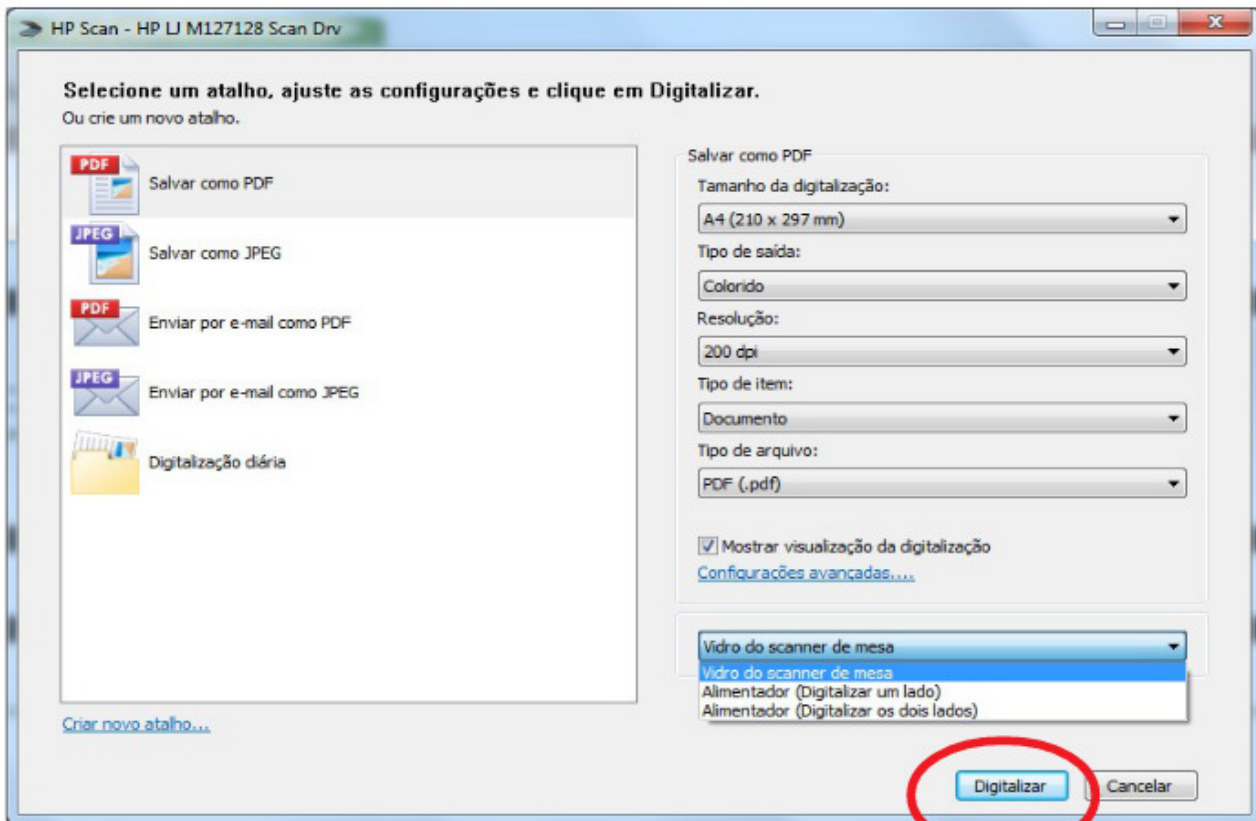 HP Scan - HP LJ M127128 Scan Drv
Selecione um atalho, ajuste as configurações e clique em Digitalizar.
Ou crie um novo atalho.
PDF
Salvar como PDF
JPEG
Salvar como JPEG
PDF
Enviar por e-mail como PDF
JPEG
Enviar por e-mail como JPEG
Digitalização diária
Criar novo atalho...
Salvar como PDF
Tamanho da digitalização:
A4 (210 x 297 mm)
Tipo de saída:
Colorido
Resolução:
200 dpi
Tipo de item:
Documento
Tipo de arquivo:
PDF (.pdf)
Mostrar visualização da digitalização
Configurações avançadas....
Vidro do scanner de mesa
Vidro do scanner de mesa
Alimentador (Digitalizar um lado)
Alimentador (Digitalizar os dois lados)
Digitalizar
Cancelar